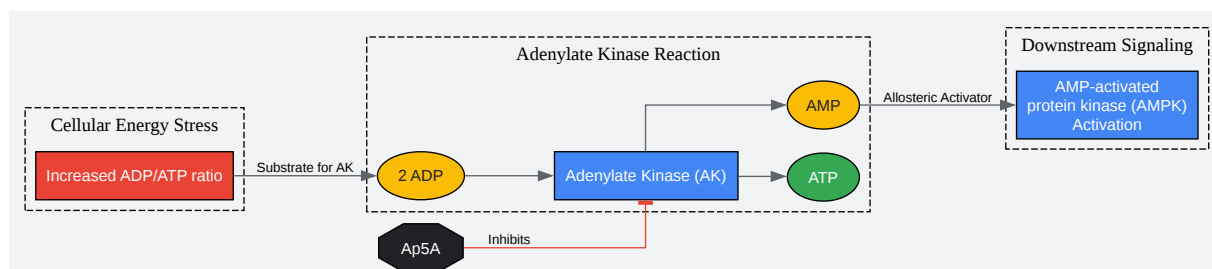 Cellular Energy Stress
Increased ADP/ATP ratio
Substrate for AK
Adenylate Kinase Reaction
2 ADP
Adenylate Kinase (AK)
AMP
ATP
Ap5A
Inhibits
Allosteric Activator
Downstream Signaling
AMP-activated
protein kinase (AMPK)
Activation